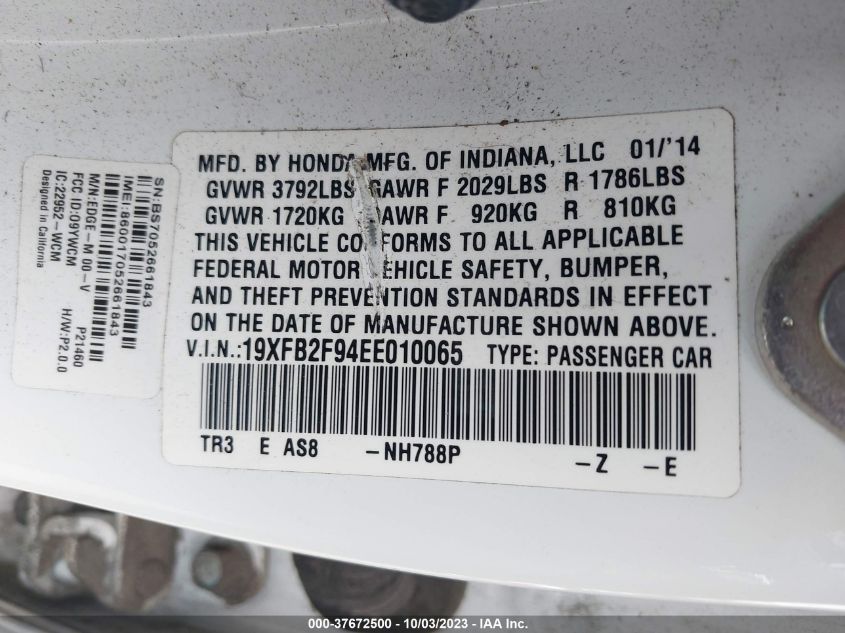 MFD. BY HONDA MFG. OF INDIANA, LLC 01/'14
GVWR 3792LBS GAWR F 2029LBS R 1786LBS
GVWR 1720KG GAWR F 920KG R 810KG
THIS VEHICLE CONFORMS TO ALL APPLICABLE
FEDERAL MOTOR VEHICLE SAFETY, BUMPER,
AND THEFT PREVENTION STANDARDS IN EFFECT
ON THE DATE OF MANUFACTURE SHOWN ABOVE.
V.I.N.:19XFB2F94EE010065 TYPE: PASSENGER CAR
TR3 E AS8 -NH788P -Z -E
SN:BS7052661843
IMEI:860017052661843
M/N:EDGE-M 00-V P21460
FCC ID:O9YWCM H/W:P2.0.0
IC:22952-WCM
Designed in California
000-37672500 - 10/03/2023 - IAA Inc.